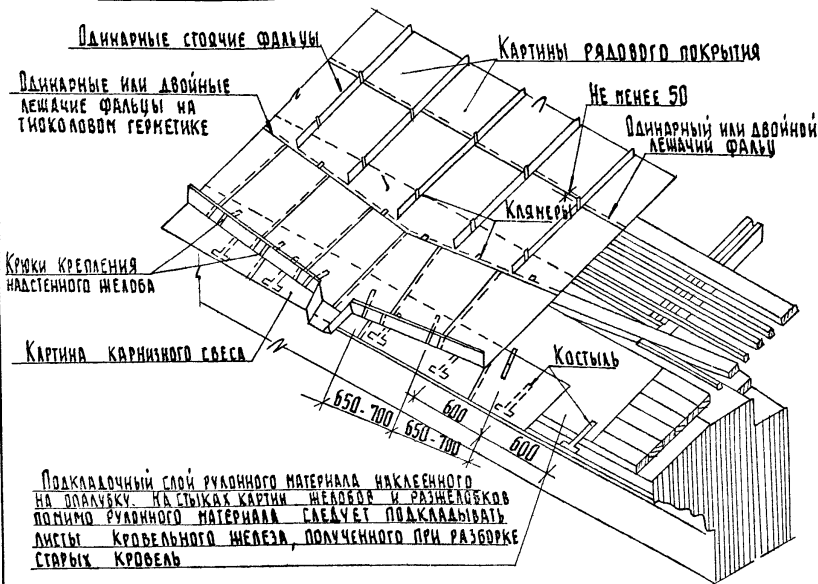 Одинарные стоячие фальцы
Картины рядового покрытия
Одинарные или двойные
лежачие фальцы на
тиоколовом герметике
Не менее 50
Одинарный или двойной
лежачий фальц
Клямеры
Крюки крепления
надстенного желоба
Картина карнизного свеса
Костыль
650-700
600
650-700
600
Подкладочный слой рулонного материала наклеенного
на опалубку. На стыках картин желобов и разжелобков
помимо рулонного материала следует подкладывать
листы кровельного железа, полученного при разборке
старых кровель